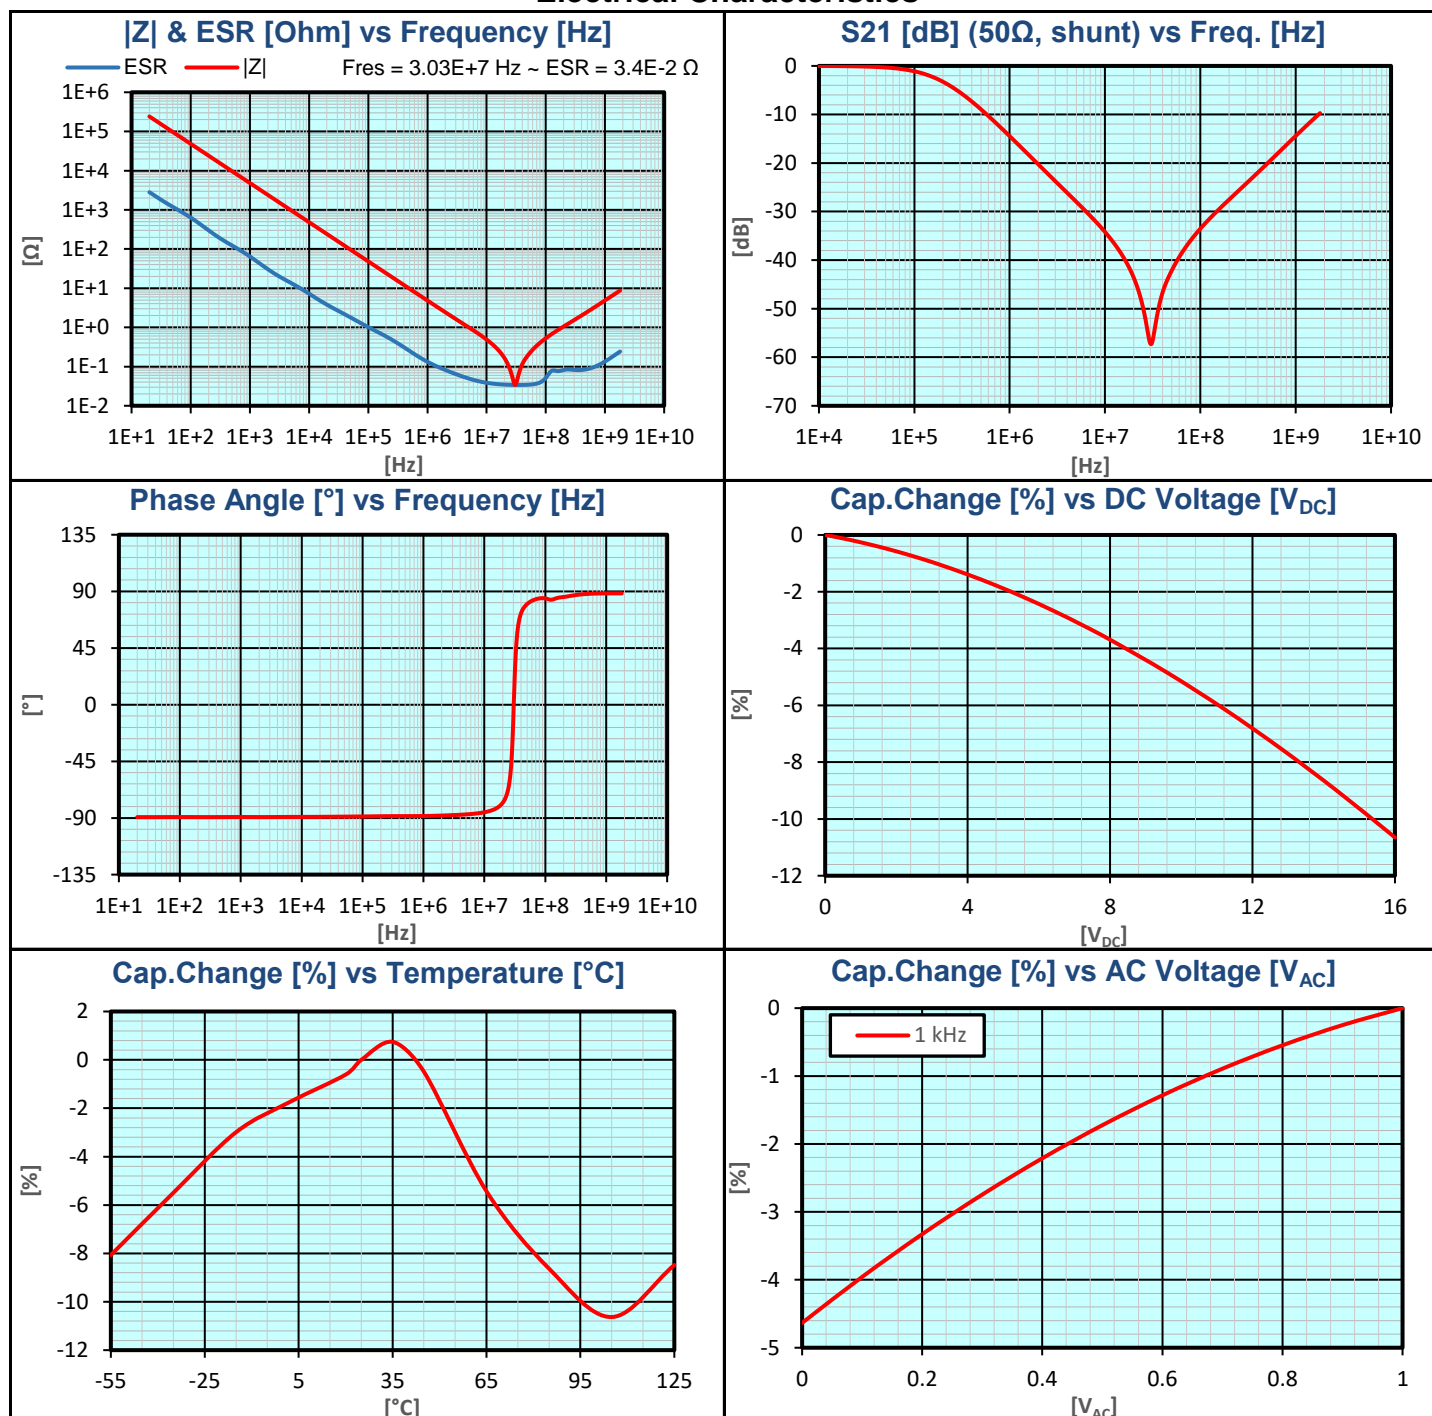 Electrical Characteristics
|Z| & ESR [Ohm] vs Frequency [Hz]
ESR |Z| Fres = 3.03E+7 Hz ~ ESR = 3.4E-2 Ω
1E+6
1E+5
1E+4
1E+3
1E+2
1E+1
1E+0
1E-1
1E-2
[Ω]
1E+1 1E+2 1E+3 1E+4 1E+5 1E+6 1E+7 1E+8 1E+9 1E+10
[Hz]
S21 [dB] (50Ω, shunt) vs Freq. [Hz]
0
-10
-20
-30
-40
-50
-60
-70
[dB]
1E+4 1E+5 1E+6 1E+7 1E+8 1E+9 1E+10
[Hz]
Phase Angle [°] vs Frequency [Hz]
135
90
45
0
-45
-90
-135
[°]
1E+1 1E+2 1E+3 1E+4 1E+5 1E+6 1E+7 1E+8 1E+9 1E+10
[Hz]
Cap.Change [%] vs DC Voltage [VDC]
0
-2
-4
-6
-8
-10
-12
[%]
0 4 8 12 16
[VDC]
Cap.Change [%] vs Temperature [°C]
2
0
-2
-4
-6
-8
-10
-12
[%]
-55 -25 5 35 65 95 125
[°C]
Cap.Change [%] vs AC Voltage [VAC]
1 kHz
0
-1
-2
-3
-4
-5
[%]
0 0.2 0.4 0.6 0.8 1
[VAC]